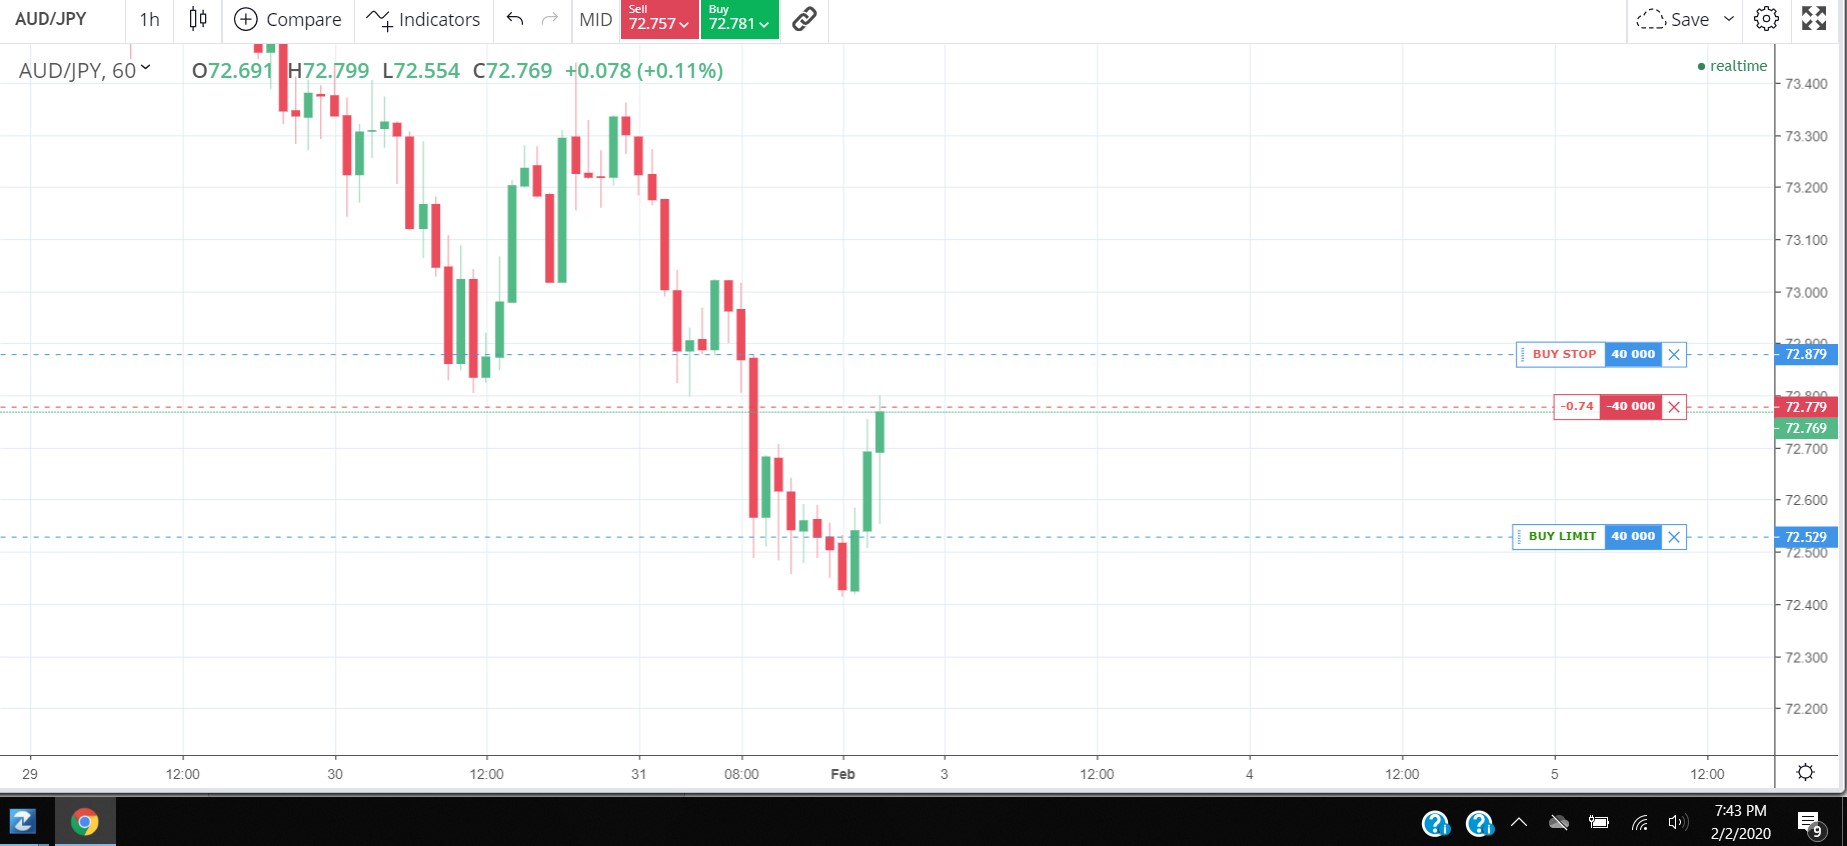 AUD/JPY 1h Compare Indicators MID Sell 72.757 Buy 72.781 Save
AUD/JPY, 60 O72.691 H72.799 L72.554 C72.769 +0.078 (+0.11%) realtime
73.400
73.300
73.200
73.100
73.000
72.900
BUY STOP 40 000 72.879
72.800
-0.74 -40 000 72.779
72.769
72.700
72.600
BUY LIMIT 40 000 72.529
72.500
72.400
72.300
72.200
29 12:00 30 12:00 31 08:00 Feb 3 12:00 4 12:00 5 12:00
7:43 PM
2/2/2020
9